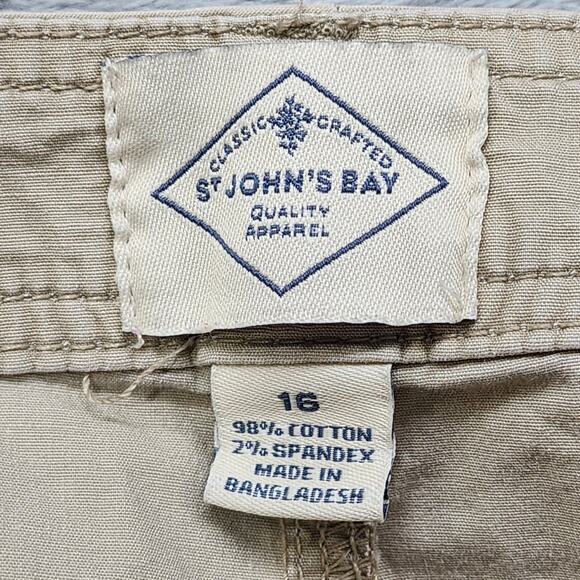 CLASSIC CRAFTED
ST JOHN'S BAY
QUALITY
APPAREL
16
98% COTTON
2% SPANDEX
MADE IN
BANGLADESH